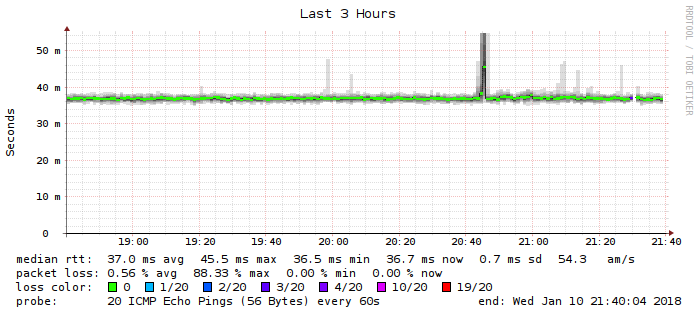 Last 3 Hours
RRDTOOL / TOBI OETIKER
Seconds
50 m
40 m
30 m
20 m
10 m
0
19:00 19:20 19:40 20:00 20:20 20:40 21:00 21:20 21:40
median rtt: 37.0 ms avg 45.5 ms max 36.5 ms min 36.7 ms now 0.7 ms sd 54.3 am/s
packet loss: 0.56 % avg 88.33 % max 0.00 % min 0.00 % now
loss color: 0 1/20 2/20 3/20 4/20 10/20 19/20
probe: 20 ICMP Echo Pings (56 Bytes) every 60s end: Wed Jan 10 21:40:04 2018